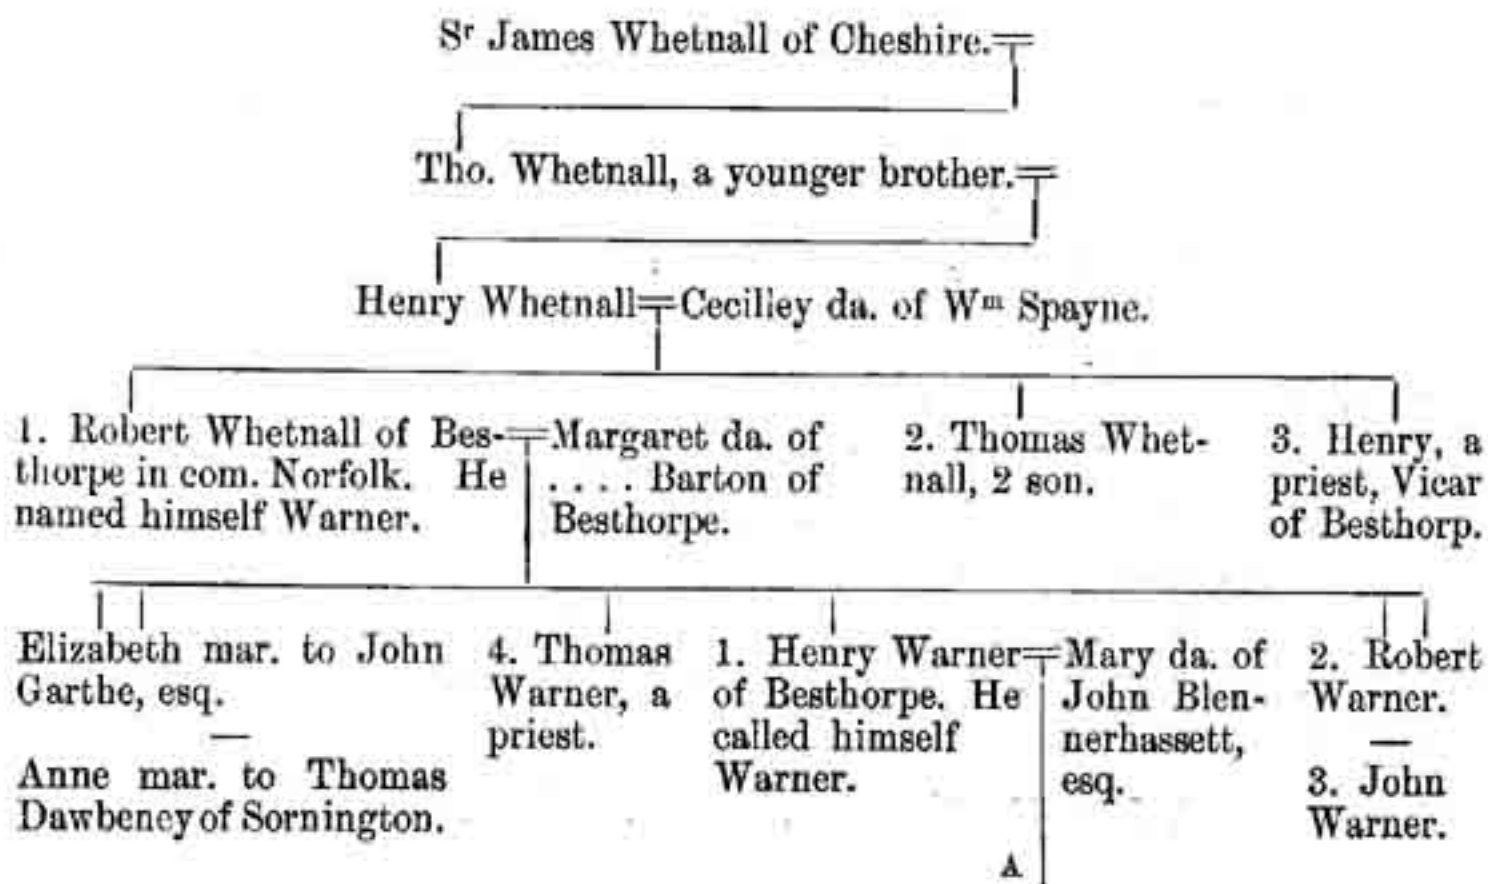 Sʳ James Whetnall of Cheshire.
Tho. Whetnall, a younger brother.
Henry Whetnall Ceciliey da. of Wᵐ Spayne.
1. Robert Whetnall of Bes-
thorpe in com. Norfolk. He
named himself Warner.
Margaret da. of
. . . . Barton of
Besthorpe.
2. Thomas Whet-
nall, 2 son.
3. Henry, a
priest, Vicar
of Besthorp.
Elizabeth mar. to John
Garthe, esq.
—
Anne mar. to Thomas
Dawbeney of Sornington.
4. Thomas
Warner, a
priest.
1. Henry Warner
of Besthorpe. He
called himself
Warner.
Mary da. of
John Blen-
nerhassett,
esq.
2. Robert
Warner.
—
3. John
Warner.
A